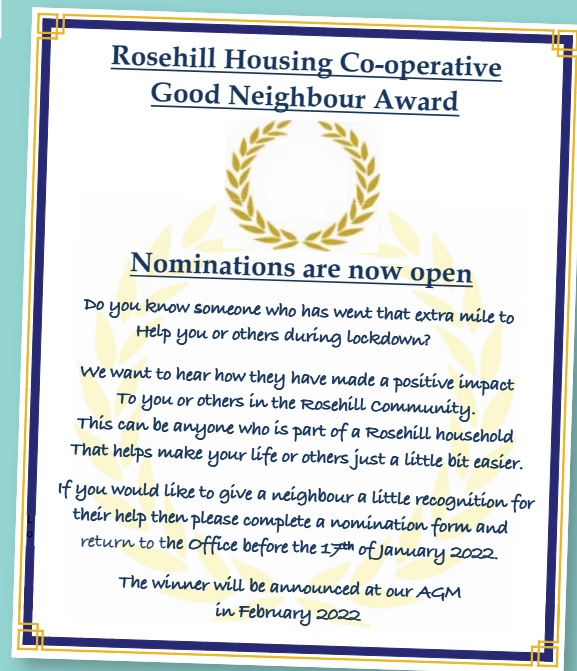 Rosehill Housing Co-operative
Good Neighbour Award
Nominations are now open
Do you know someone who has went that extra mile to
Help you or others during lockdown?
We want to hear how they have made a positive impact
To you or others in the Rosehill Community.
This can be anyone who is part of a Rosehill household
That helps make your life or others just a little bit easier.
If you would like to give a neighbour a little recognition for
their help then please complete a nomination form and
return to the Office before the 17th of January 2022.
The winner will be announced at our AGM
in February 2022